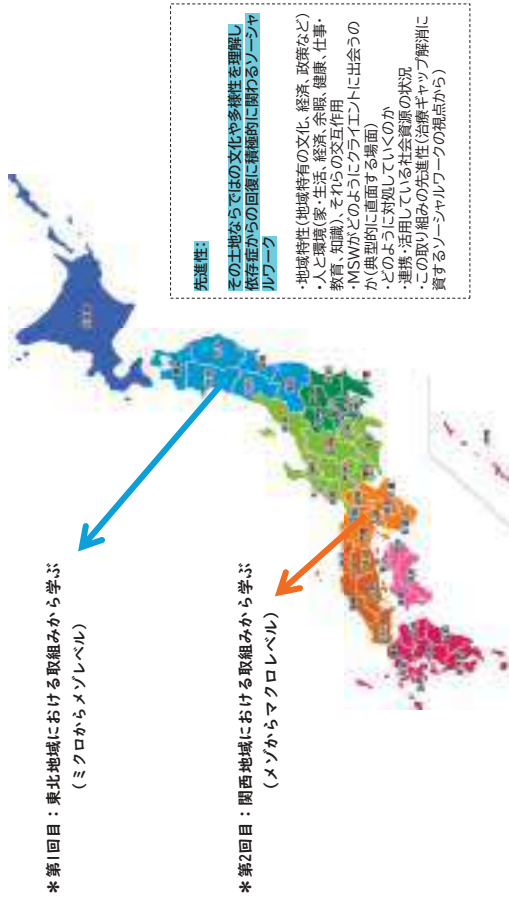 ＊第1回目：東北地域における取組みから学ぶ
（ミクロからメゾレベル）
＊第2回目：関西地域における取組みから学ぶ
（メゾからマクロレベル）
先進性：
その土地ならではの文化や多様性を理解し
依存症からの回復に積極的に関わるソーシャ
ルワーク
・地域特性（地域特有の文化、経済、政策など）
・人と環境（家・生活、経済、余暇、健康、仕事・
教育、知識）、それらの交互作用
・MSWがどのようにクライエントに出会うの
か（典型的に直面する場面）
・どのように対処していくのか
・連携・活用している社会資源の状況
・この取り組みの先進性（治療ギャップ解消に
資するソーシャルワークの視点から）